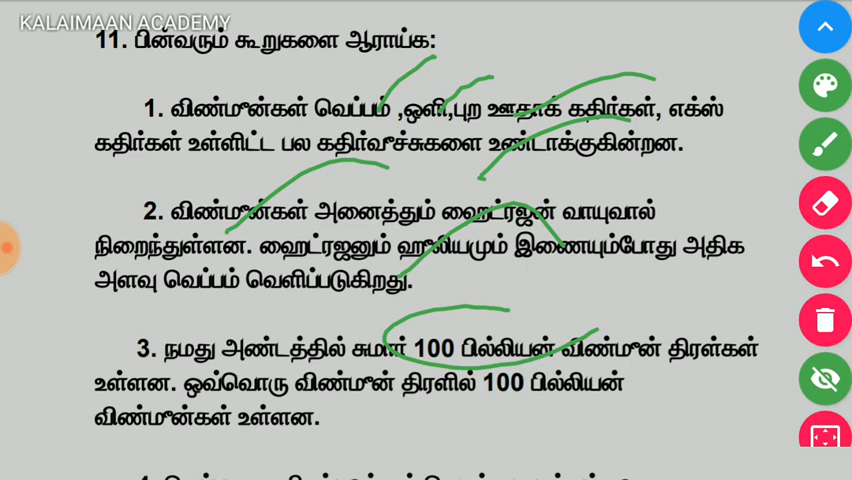 KALAIMAAN ACADEMY
11. பின்வரும் கூறுகளை ஆராய்க:
1. விண்மீன்கள் வெப்பம் ,ஒளி,புற ஊதாக் கதிர்கள், எக்ஸ்
கதிர்கள் உள்ளிட்ட பல கதிர்வீச்சுகளை உண்டாக்குகின்றன.
2. விண்மீன்கள் அனைத்தும் ஹைட்ரஜன் வாயுவால்
நிறைந்துள்ளன. ஹைட்ரஜனும் ஹீலியமும் இணையும்போது அதிக
அளவு வெப்பம் வெளிப்படுகிறது.
3. நமது அண்டத்தில் சுமார் 100 பில்லியன் விண்மீன் திரள்கள்
உள்ளன. ஒவ்வொரு விண்மீன் திரளில் 100 பில்லியன்
விண்மீன்கள் உள்ளன.